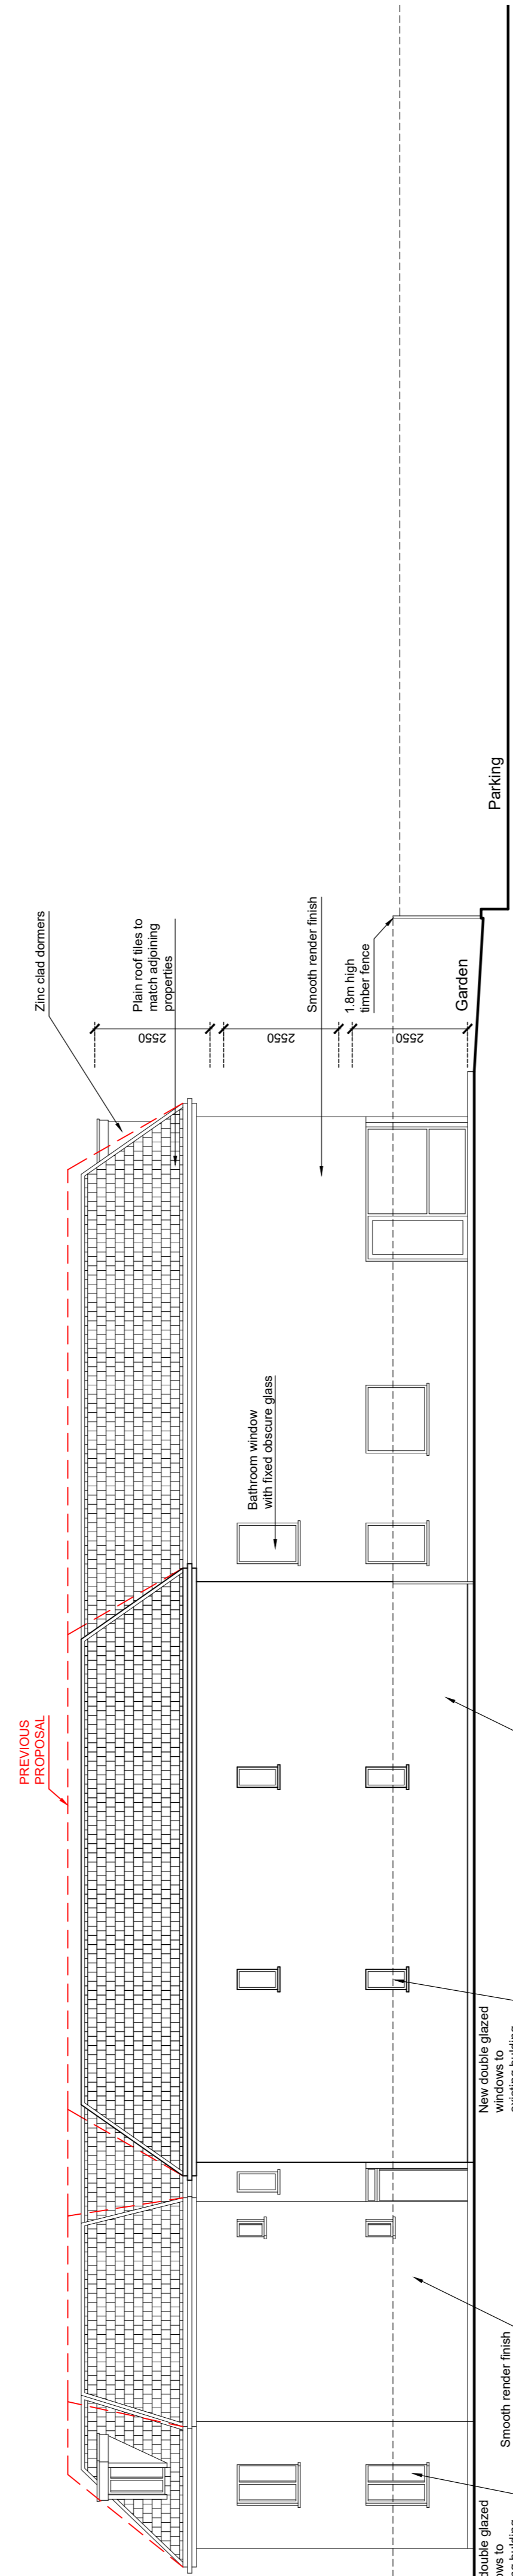 PREVIOUS
PROPOSAL
Zinc clad dormers
Plain roof tiles to
match adjoining
properties
2550
2550
2550
Smooth render finish
1.8m high
timber fence
Garden
Parking
Bathroom window
with fixed obscure glass
New double glazed
windows to
Smooth render finish
double glazed